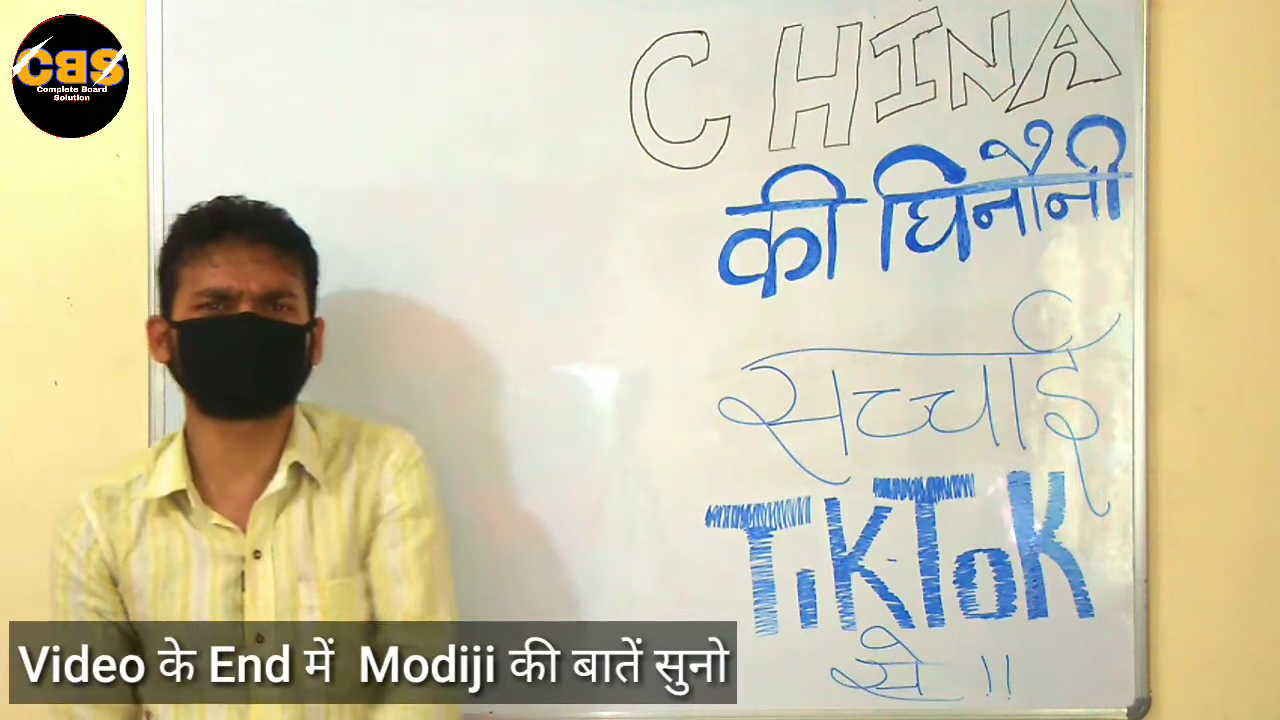 CBS
Complete Board
Solution
CHINA
की घिनौनी
सच्चाई
TikTok
से !!
Video के End में Modiji की बातें सुनो